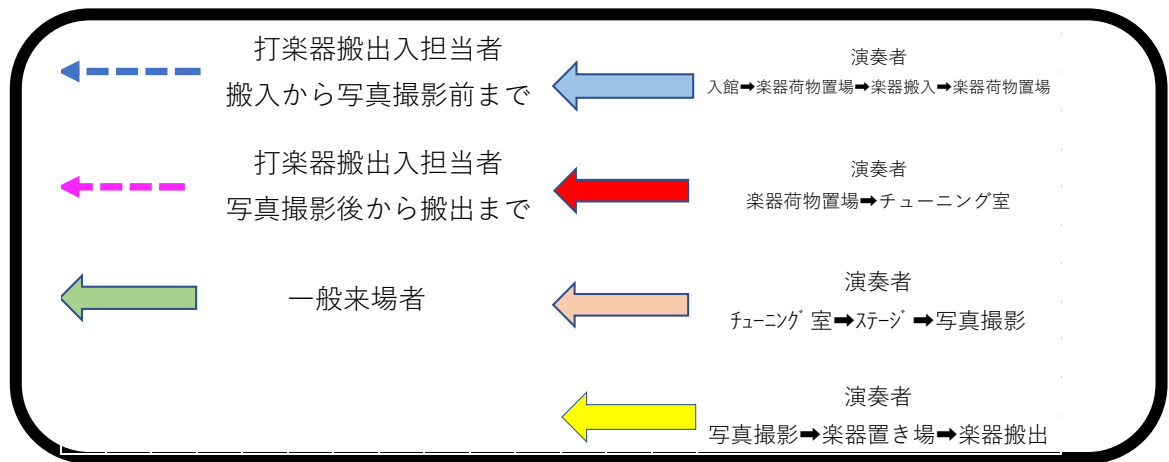 打楽器搬出入担当者
搬入から写真撮影前まで
演奏者
入館➡楽器荷物置場➡楽器搬入➡楽器荷物置場
打楽器搬出入担当者
写真撮影後から搬出まで
演奏者
楽器荷物置場➡チューニング室
一般来場者
演奏者
ﾁｭｰﾆﾝｸﾞ室➡ｽﾃｰｼﾞ➡写真撮影
演奏者
写真撮影➡楽器置き場➡楽器搬出